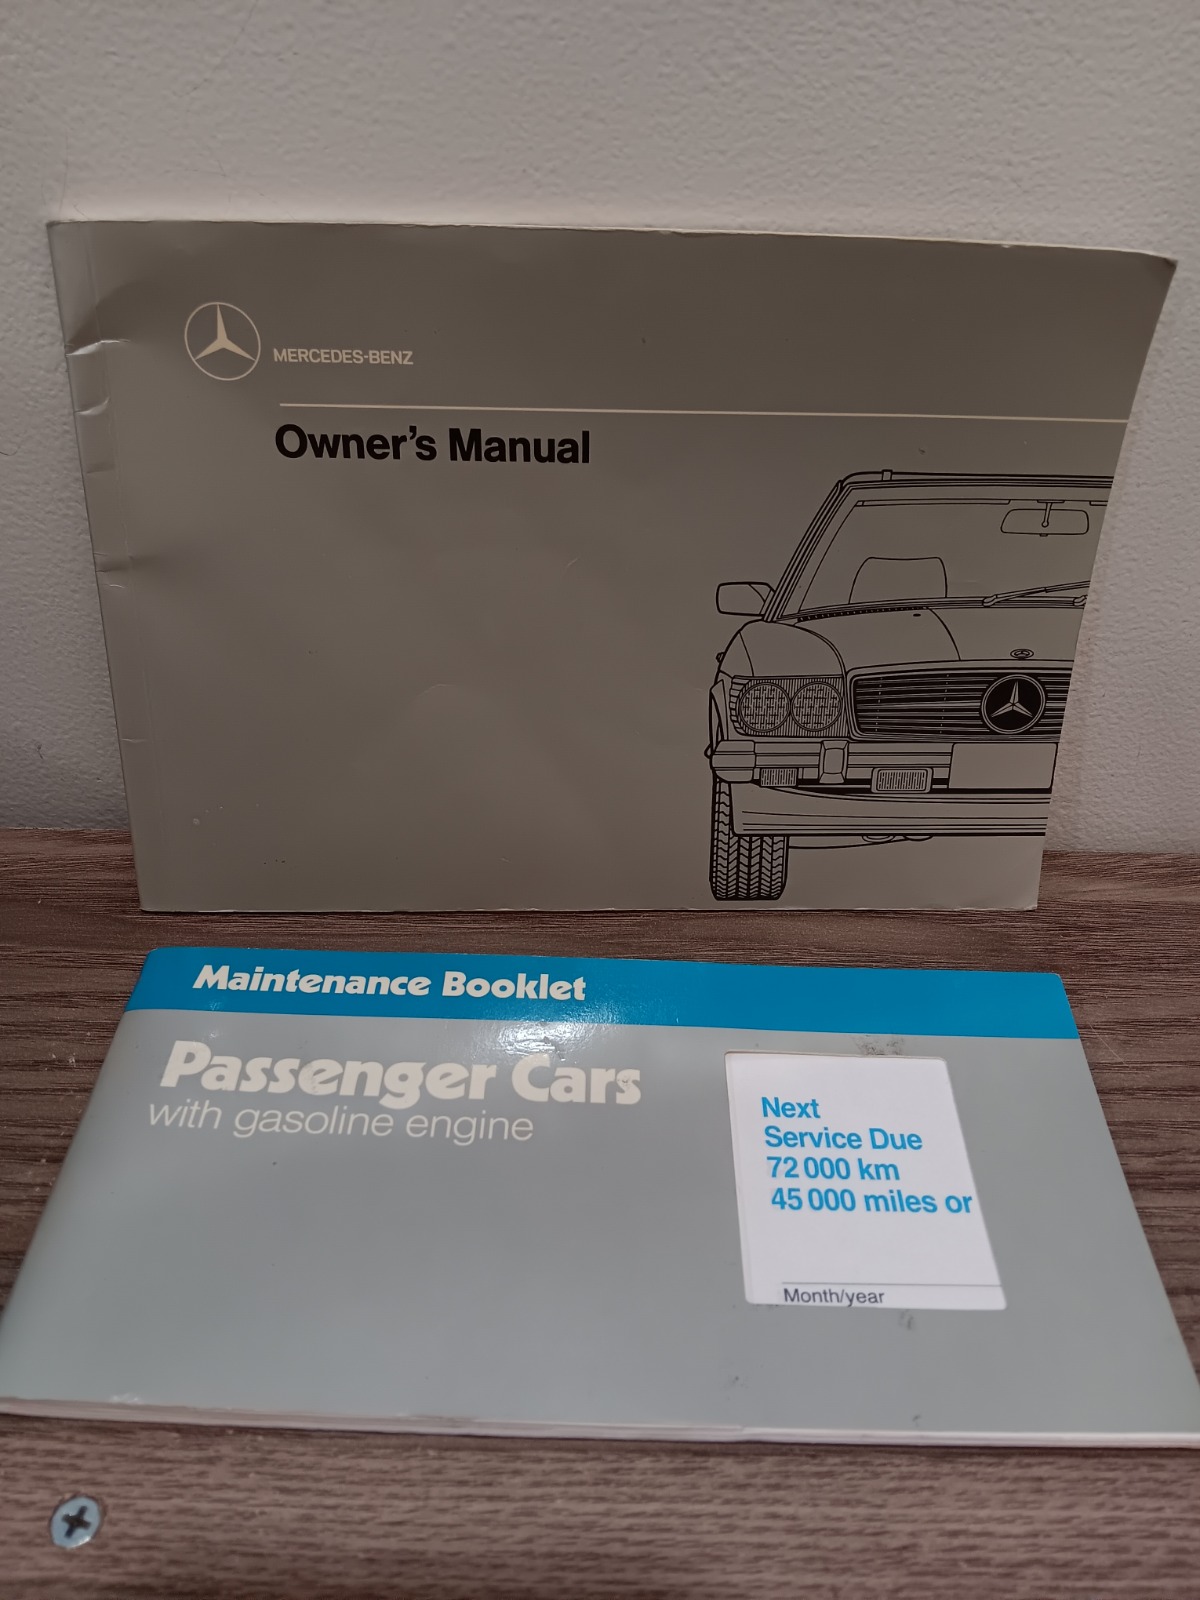 MERCEDES-BENZ
Owner's Manual
Maintenance Booklet
Passenger Cars
with gasoline engine
Next
Service Due
72 000 km
45 000 miles or
Month/year